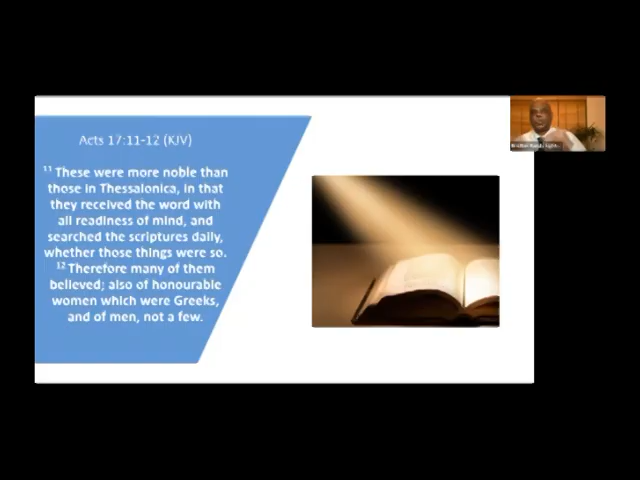 Acts 17:11-12 (KJV)
11 These were more noble than
those in Thessalonica, in that
they received the word with
all readiness of mind, and
searched the scriptures daily,
whether those things were so.
12 Therefore many of them
believed; also of honourable
women which were Greeks,
and of men, not a few.